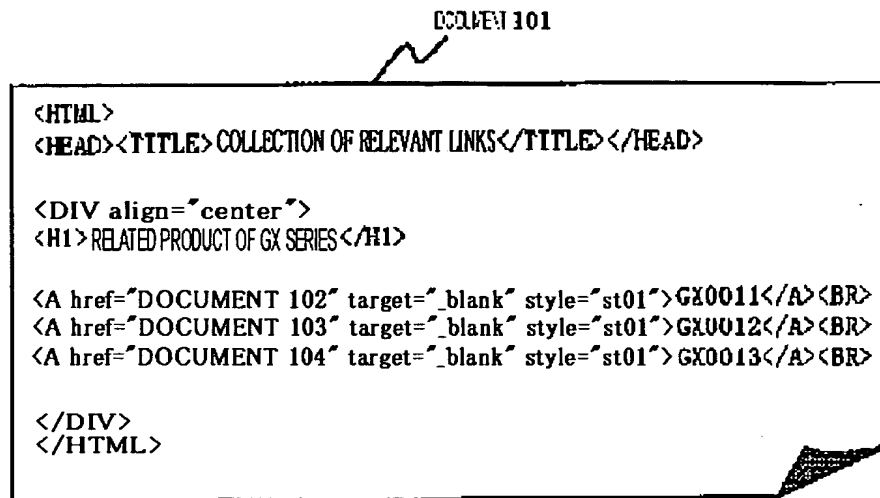 DOCUMENT 101
<HTML>
<HEAD><TITLE>COLLECTION OF RELEVANT LINKS</TITLE></HEAD>
<DIV align="center">
<H1>RELATED PRODUCT OF GX SERIES</H1>
<A href="DOCUMENT 102" target="_blank" style="st01">GX0011</A><BR>
<A href="DOCUMENT 103" target="_blank" style="st01">GX0012</A><BR>
<A href="DOCUMENT 104" target="_blank" style="st01">GX0013</A><BR>
</DIV>
</HTML>